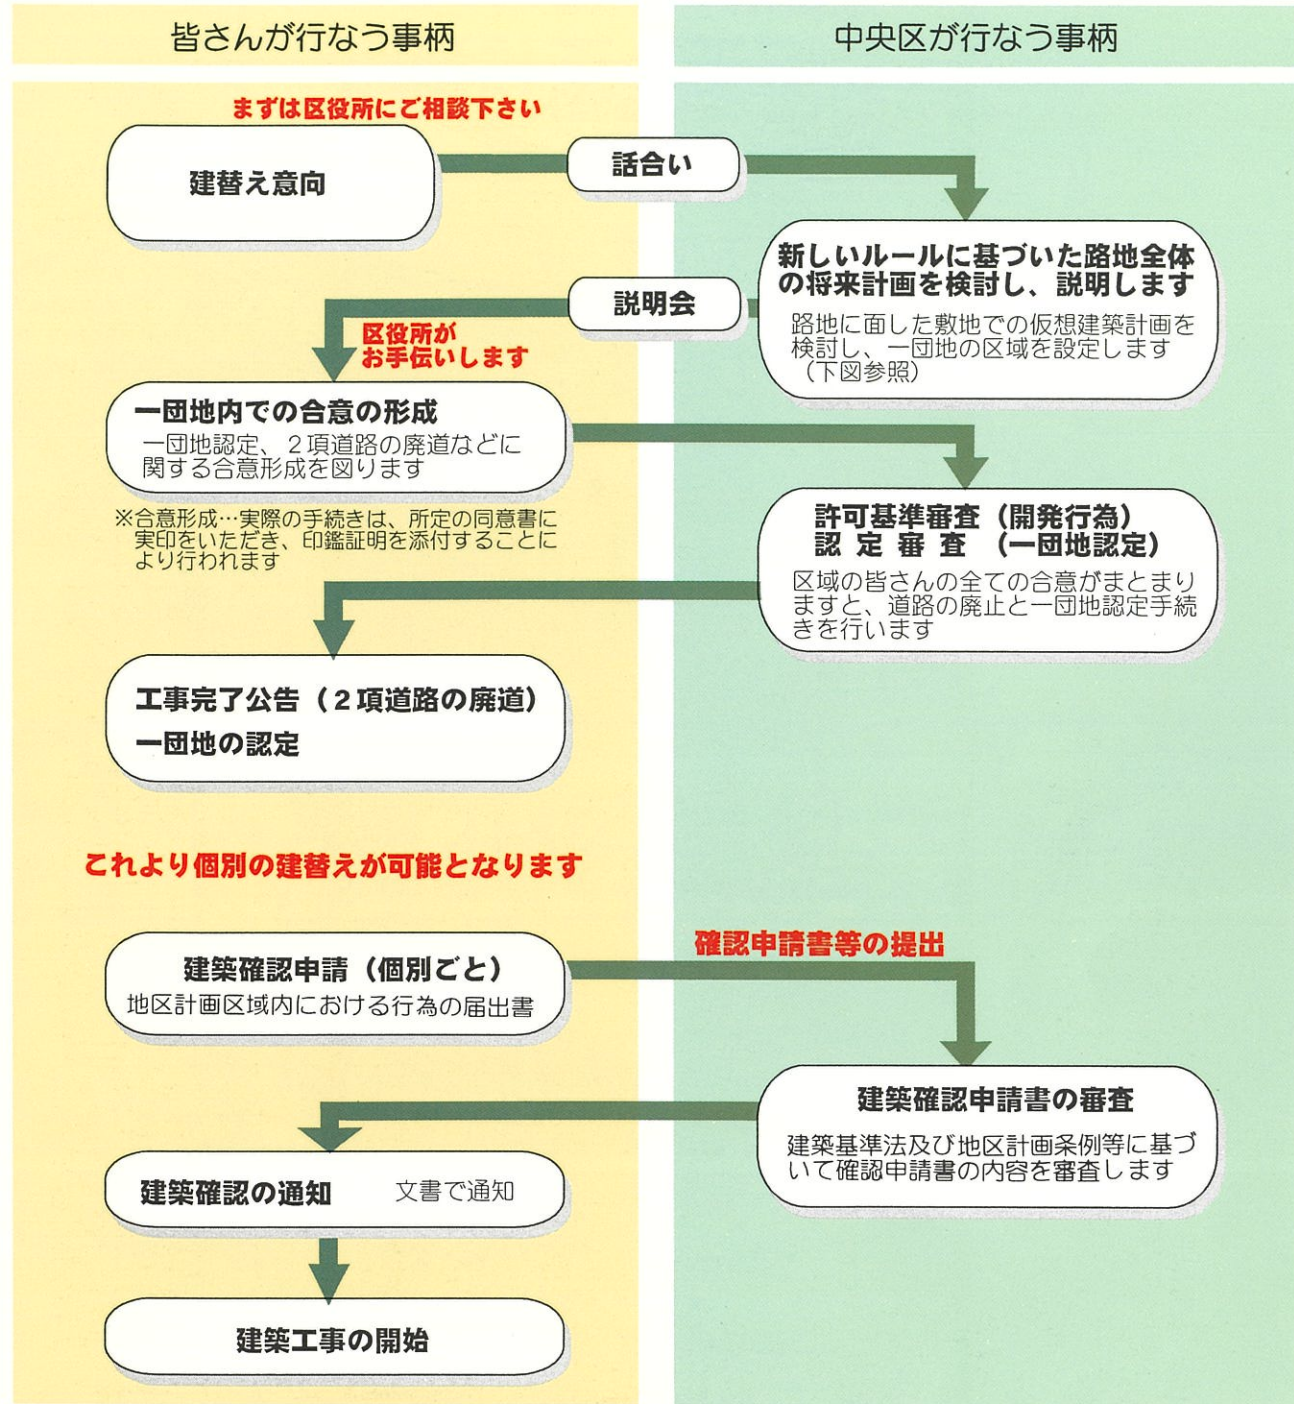 皆さんが行なう事柄
中央区が行なう事柄
まずは区役所にご相談下さい
建替え意向
話合い
新しいルールに基づいた路地全体
の将来計画を検討し、説明します
路地に面した敷地での仮想建築計画を
検討し、一団地の区域を設定します
（下図参照）
説明会
区役所が
お手伝いします
一団地内での合意の形成
一団地認定、２項道路の廃道などに
関する合意形成を図ります
※合意形成…実際の手続きは、所定の同意書に
実印をいただき、印鑑証明を添付することに
より行われます
許可基準審査（開発行為）
認 定 審 査 （一団地認定）
区域の皆さんの全ての合意がまとまり
ますと、道路の廃止と一団地認定手続
きを行います
工事完了公告（２項道路の廃道）
一団地の認定
これより個別の建替えが可能となります
建築確認申請（個別ごと）
地区計画区域内における行為の届出書
確認申請書等の提出
建築確認申請書の審査
建築基準法及び地区計画条例等に基づ
いて確認申請書の内容を審査します
建築確認の通知 文書で通知
建築工事の開始